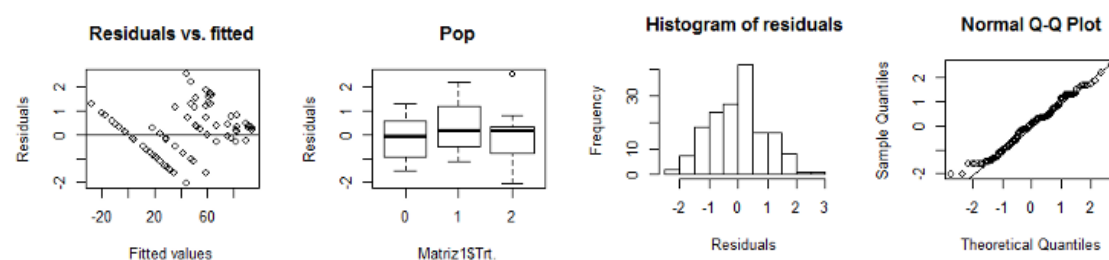 Residuals vs. fitted
Residuals
2
1
0
-2
-20
20
60
Fitted values
Pop
Residuals
2
1
0
-2
0
1
2
Matriz1$Trt.
Histogram of residuals
Frequency
30
10
0
-2
-1
0
1
2
3
Residuals
Normal Q-Q Plot
Sample Quantiles
2
1
0
-2
-2
-1
0
1
2
Theoretical Quantiles